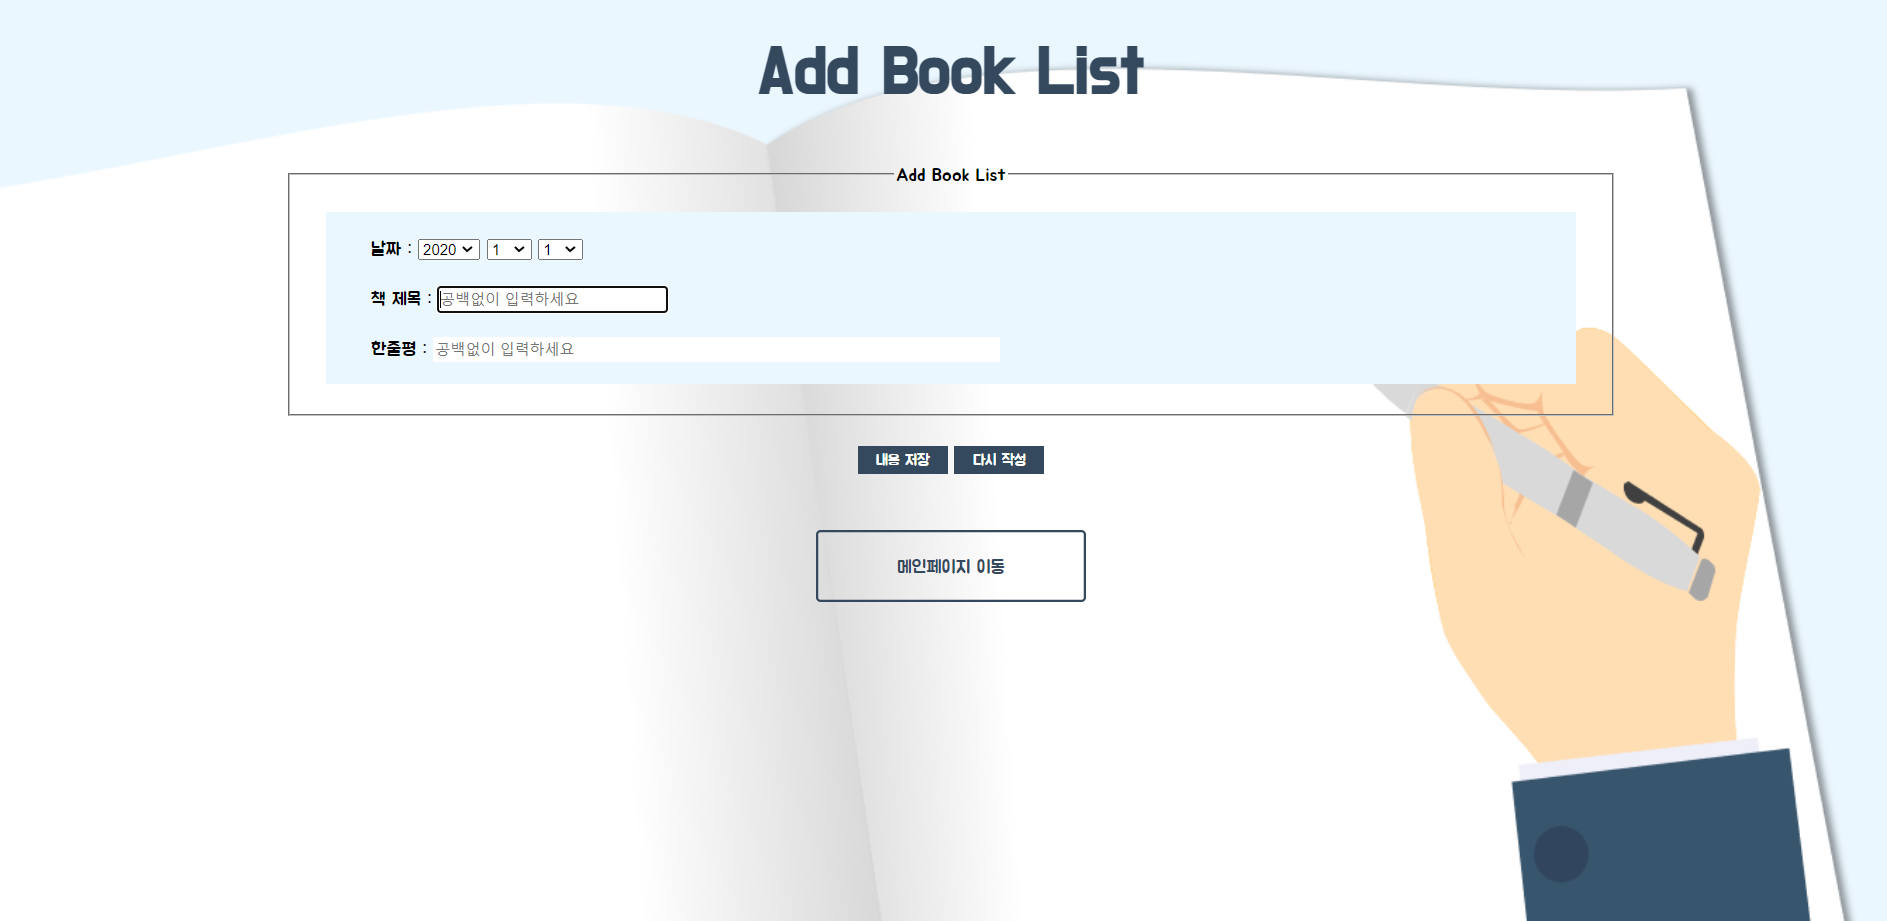 Add Book List
Add Book List
날짜 : 2020 1 1
책 제목 : 공백없이 입력하세요
한줄평 : 공백없이 입력하세요
내용 저장 다시 작성
메인페이지 이동